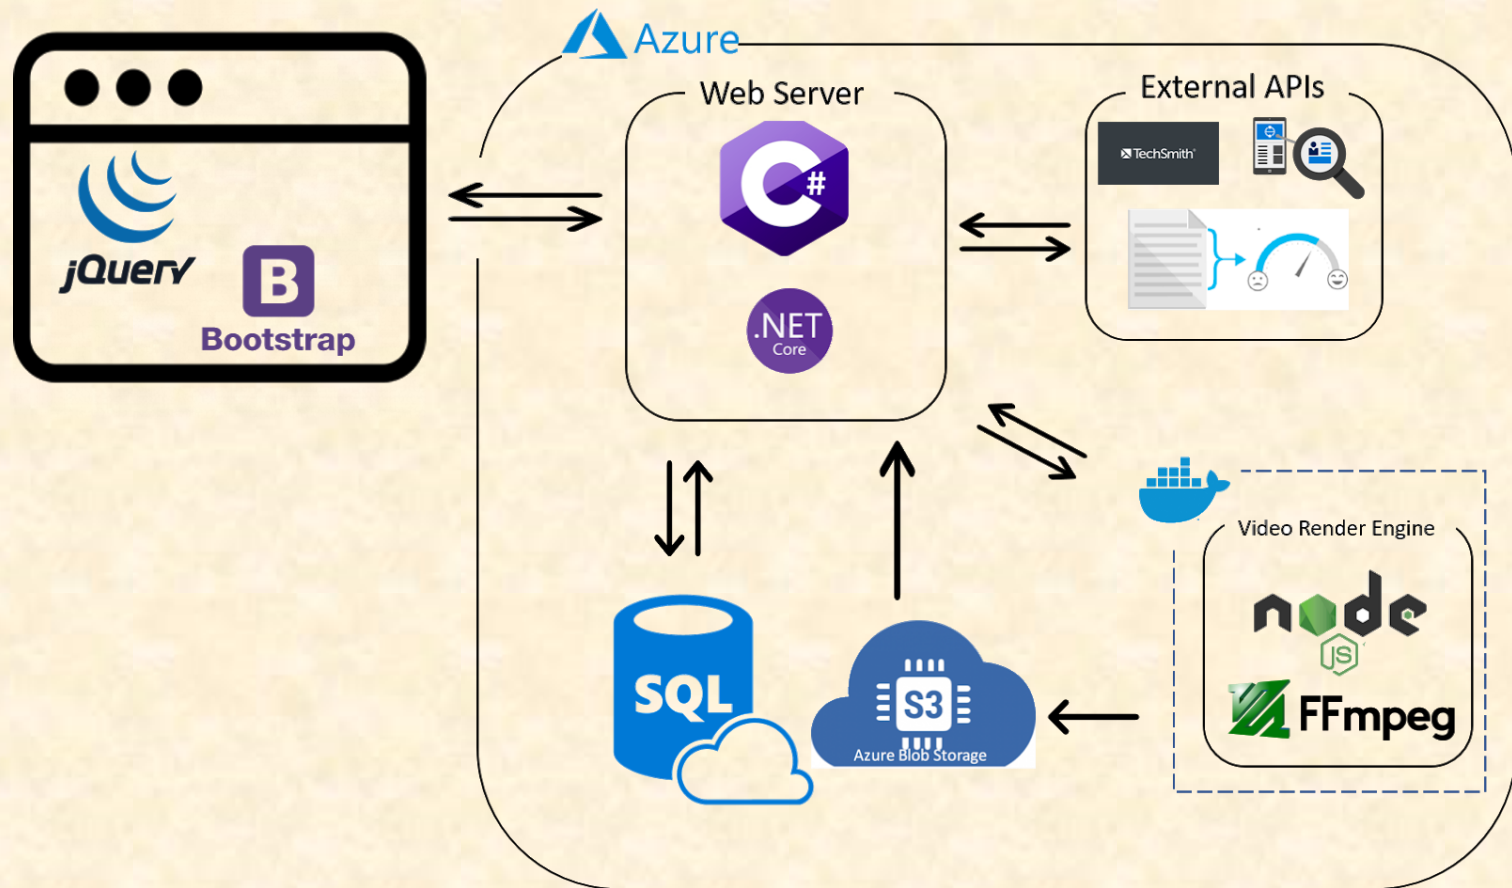 Azure
Web Server
External APIs
C#
TechSmith
jQuery
B
Bootstrap
.NET
Core
Video Render Engine
node
JS
SQL
S3
Azure Blob Storage
FFmpeg